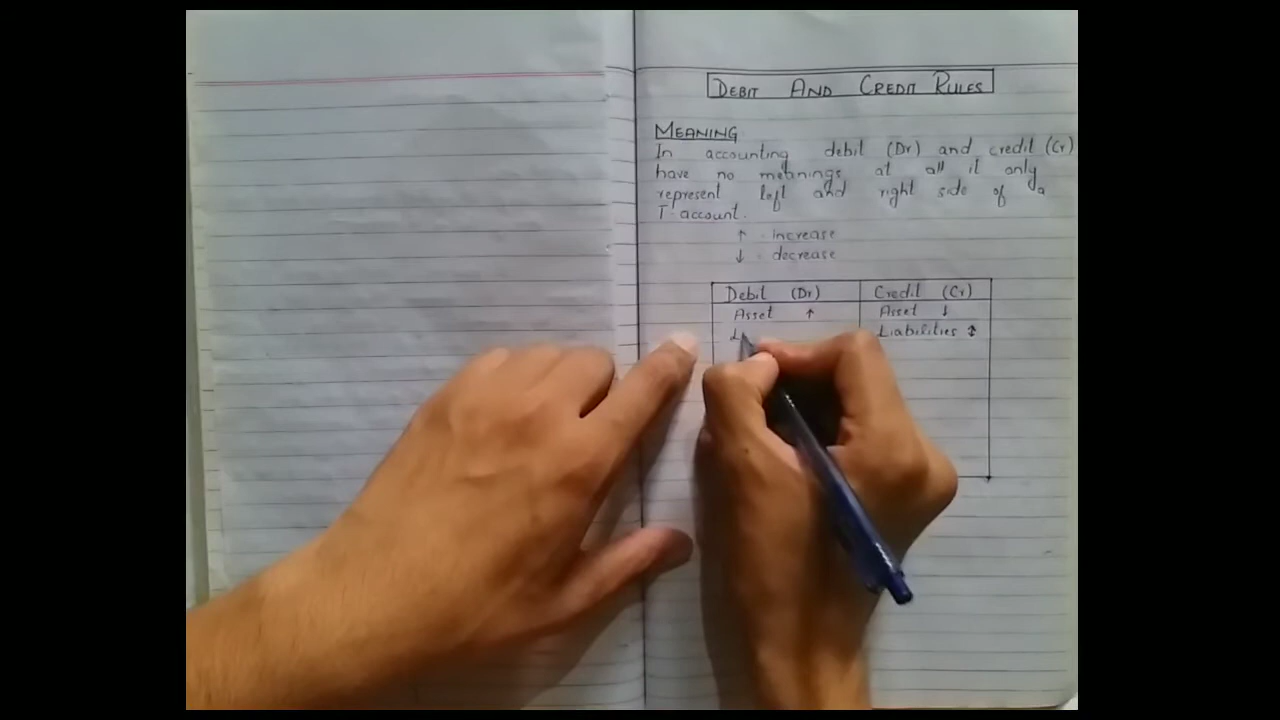 DEBIT AND CREDIT RULES
MEANING
In accounting debit (Dr) and credit (Cr)
have no meanings at all it only
represent left and right side of a
T-account.
↑ - increase
↓ - decrease
Debit (Dr) Credit (Cr)
Asset ↑ Asset ↓
Liabilities ↕